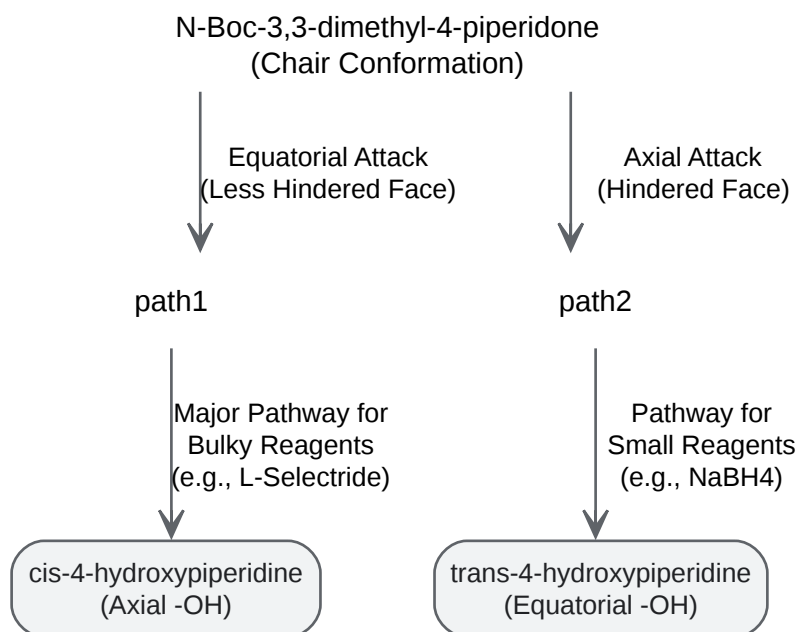 N-Boc-3,3-dimethyl-4-piperidone
(Chair Conformation)
Equatorial Attack
(Less Hindered Face)
Axial Attack
(Hindered Face)
path1
path2
Major Pathway for
Bulky Reagents
(e.g., L-Selectride)
Pathway for
Small Reagents
(e.g., NaBH4)
cis-4-hydroxypiperidine
(Axial -OH)
trans-4-hydroxypiperidine
(Equatorial -OH)